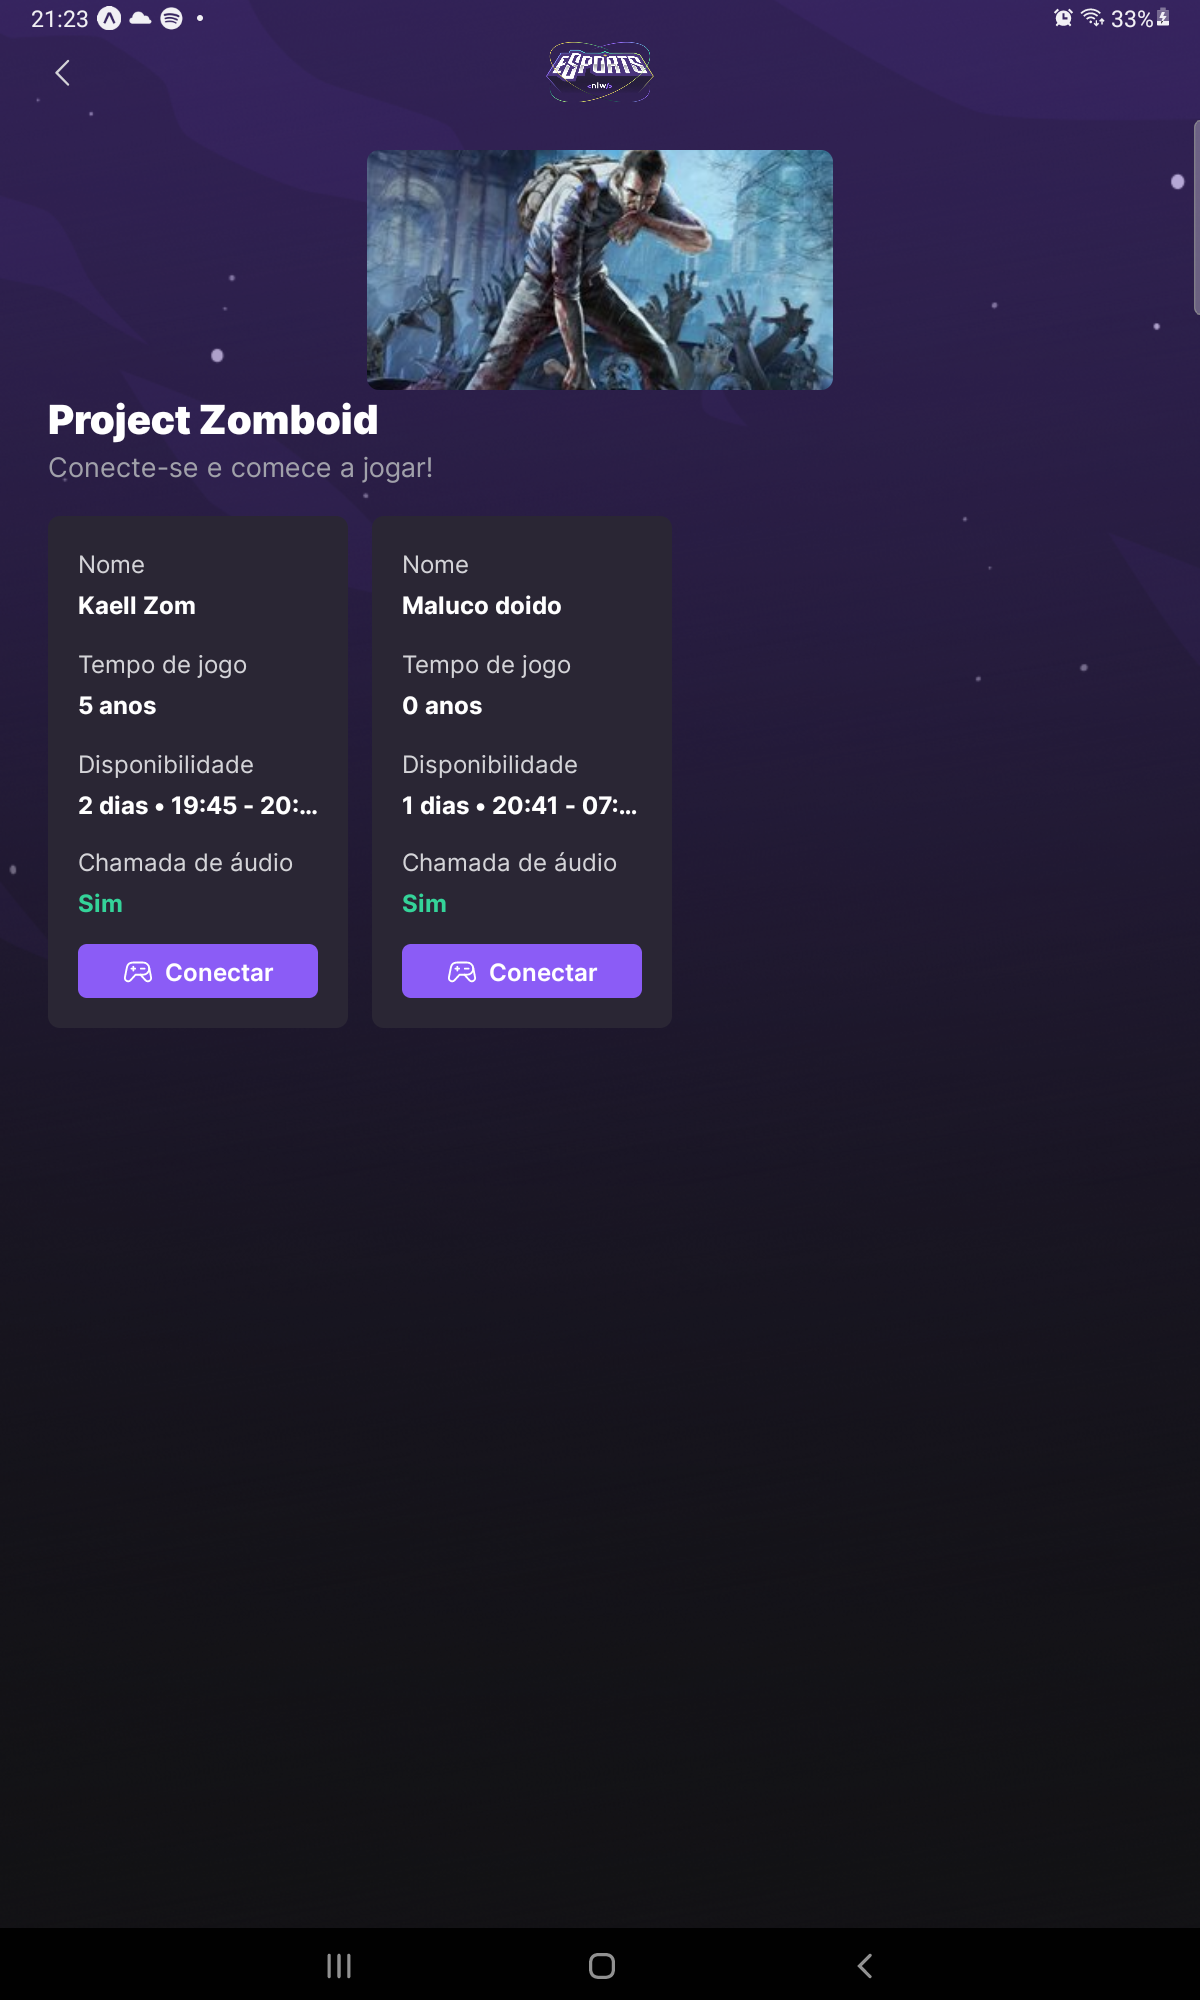 21:23
33%
ESPORTS
<nlw/>
Project Zomboid
Conecte-se e comece a jogar!
Nome
Kaell Zom
Tempo de jogo
5 anos
Disponibilidade
2 dias • 19:45 - 20:...
Chamada de áudio
Sim
Conectar
Nome
Maluco doido
Tempo de jogo
0 anos
Disponibilidade
1 dias • 20:41 - 07:...
Chamada de áudio
Sim
Conectar